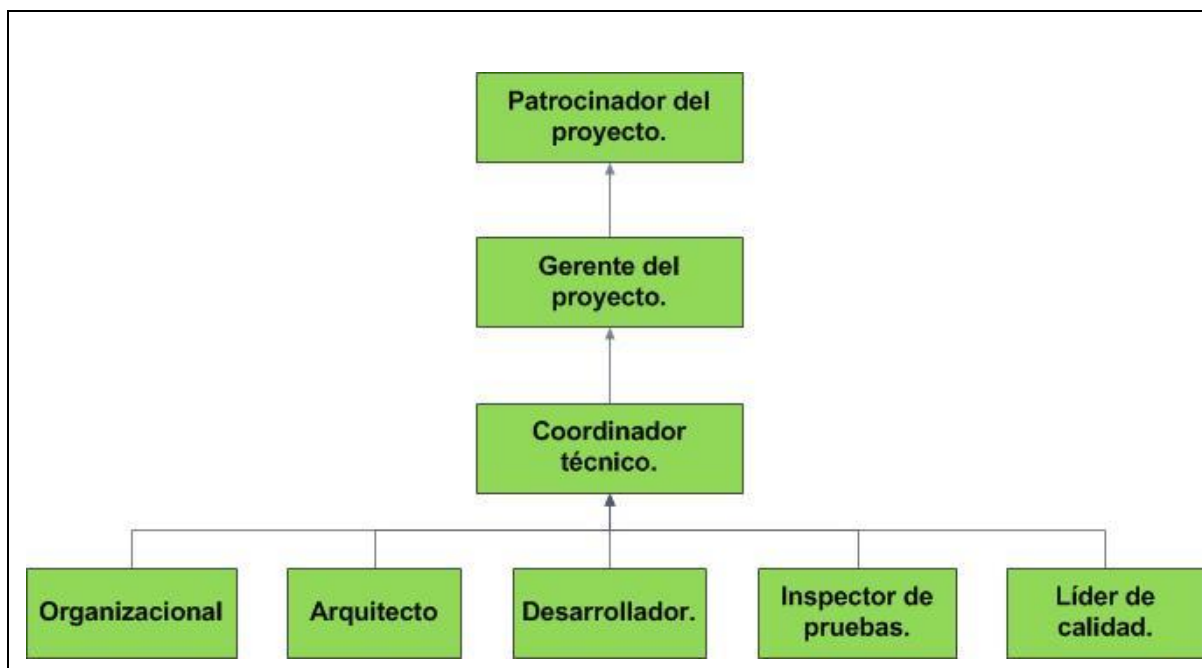 Patrocinador del
proyecto.
Gerente del
proyecto.
Coordinador
técnico.
Organizacional
Arquitecto
Desarrollador.
Inspector de
pruebas.
Líder de
calidad.